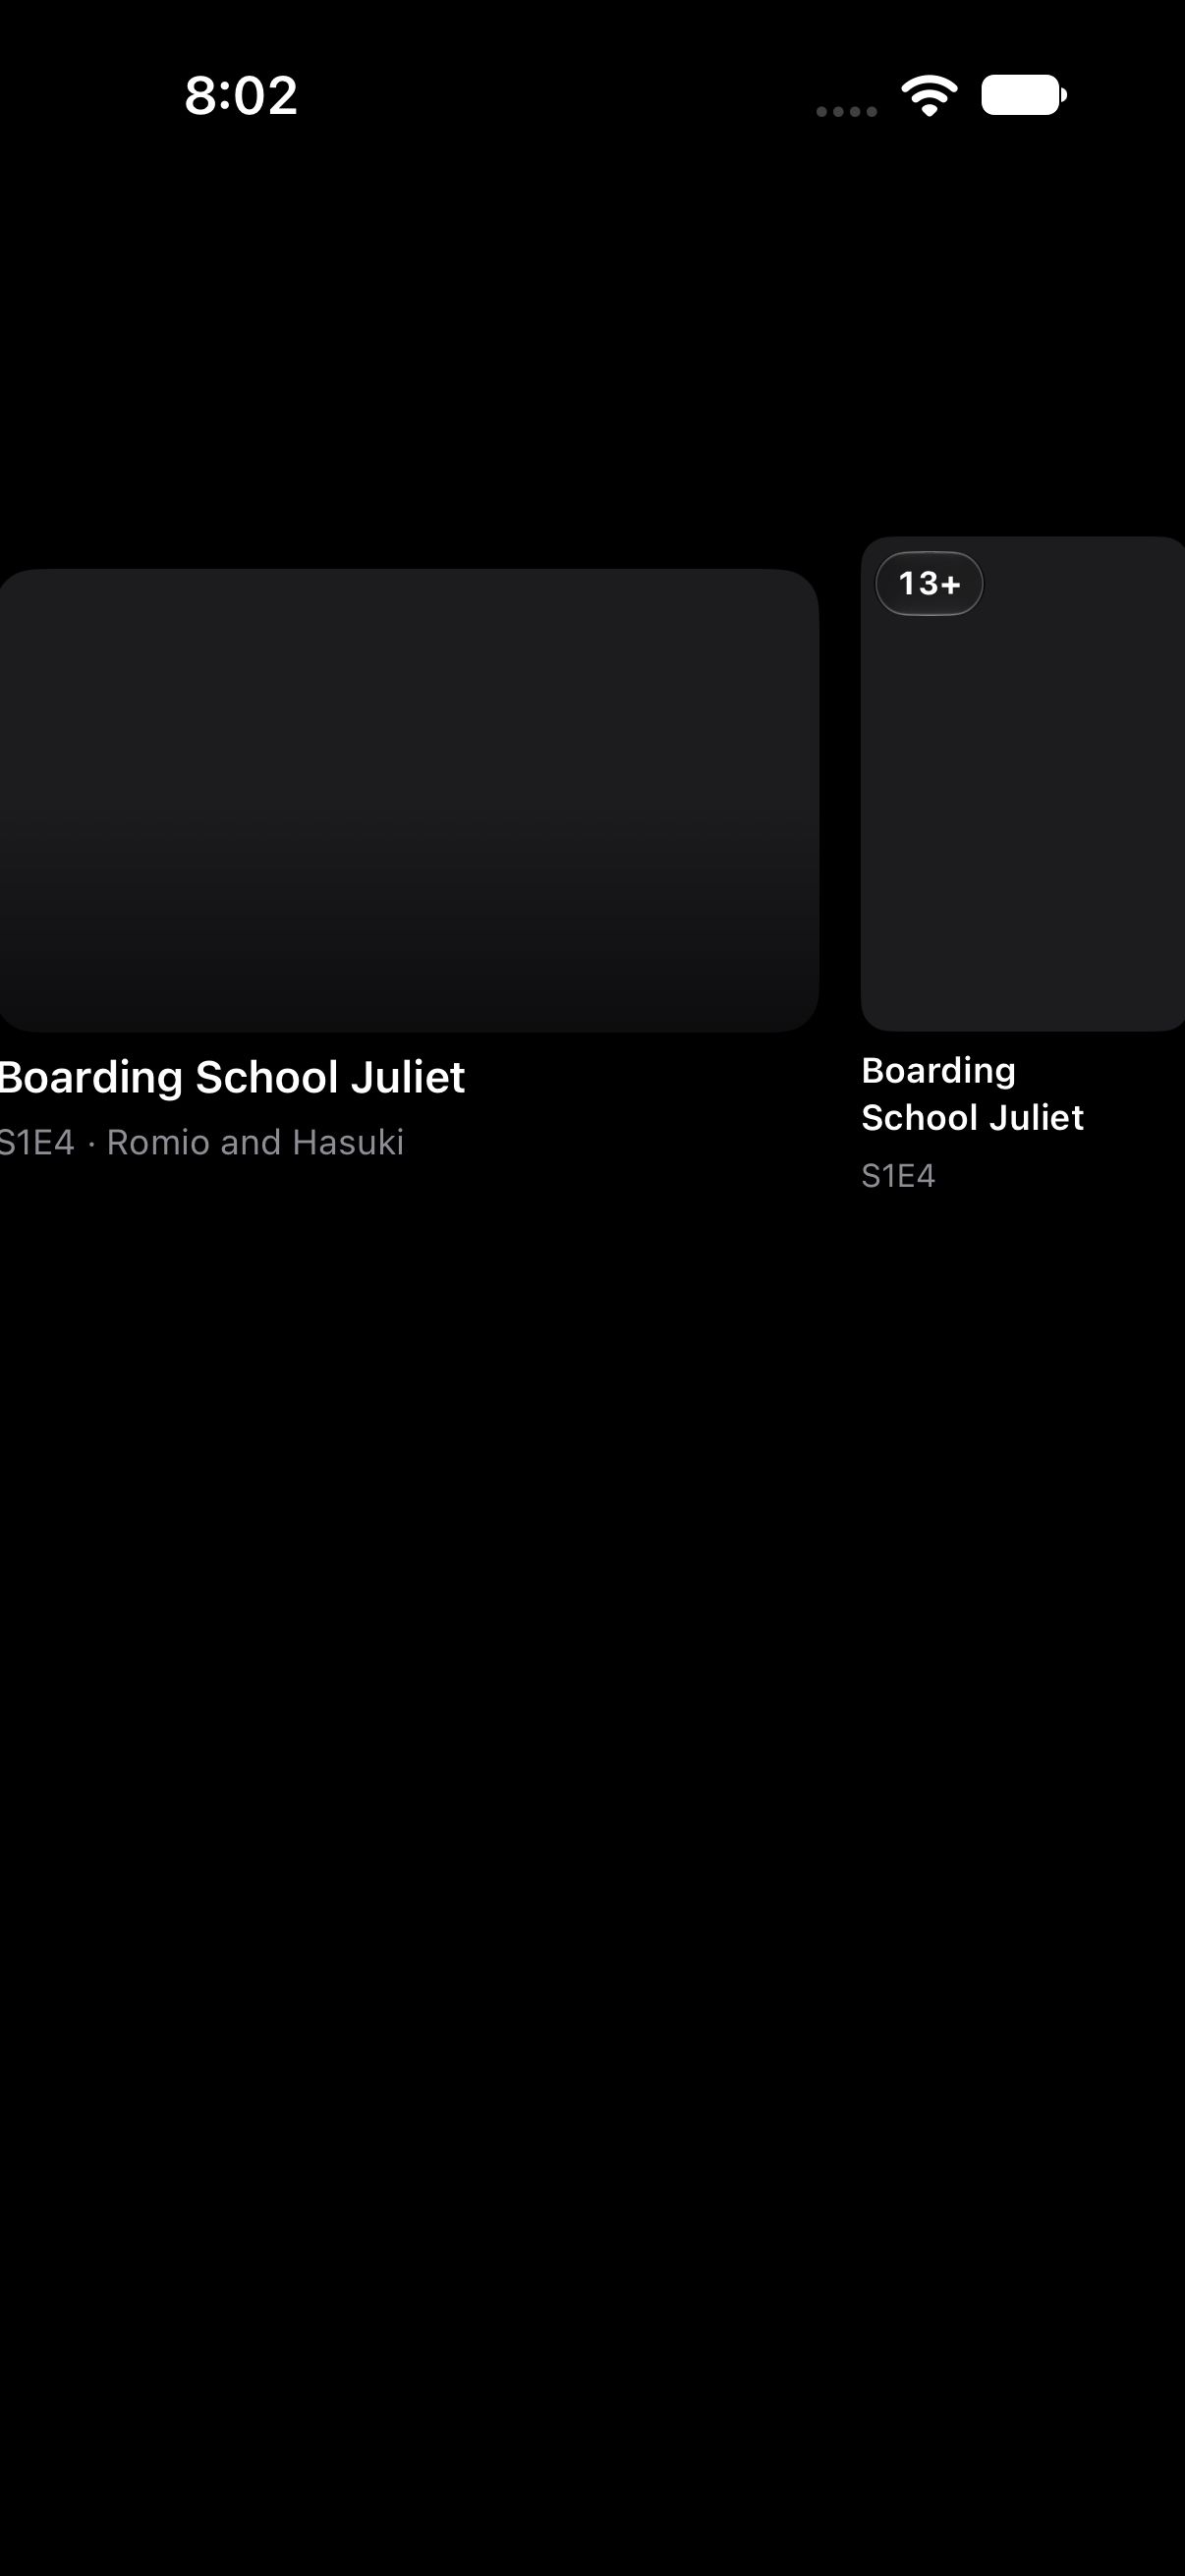 8:02
13+
Boarding School Juliet
S1E4 · Romio and Hasuki
Boarding
School Juliet
S1E4